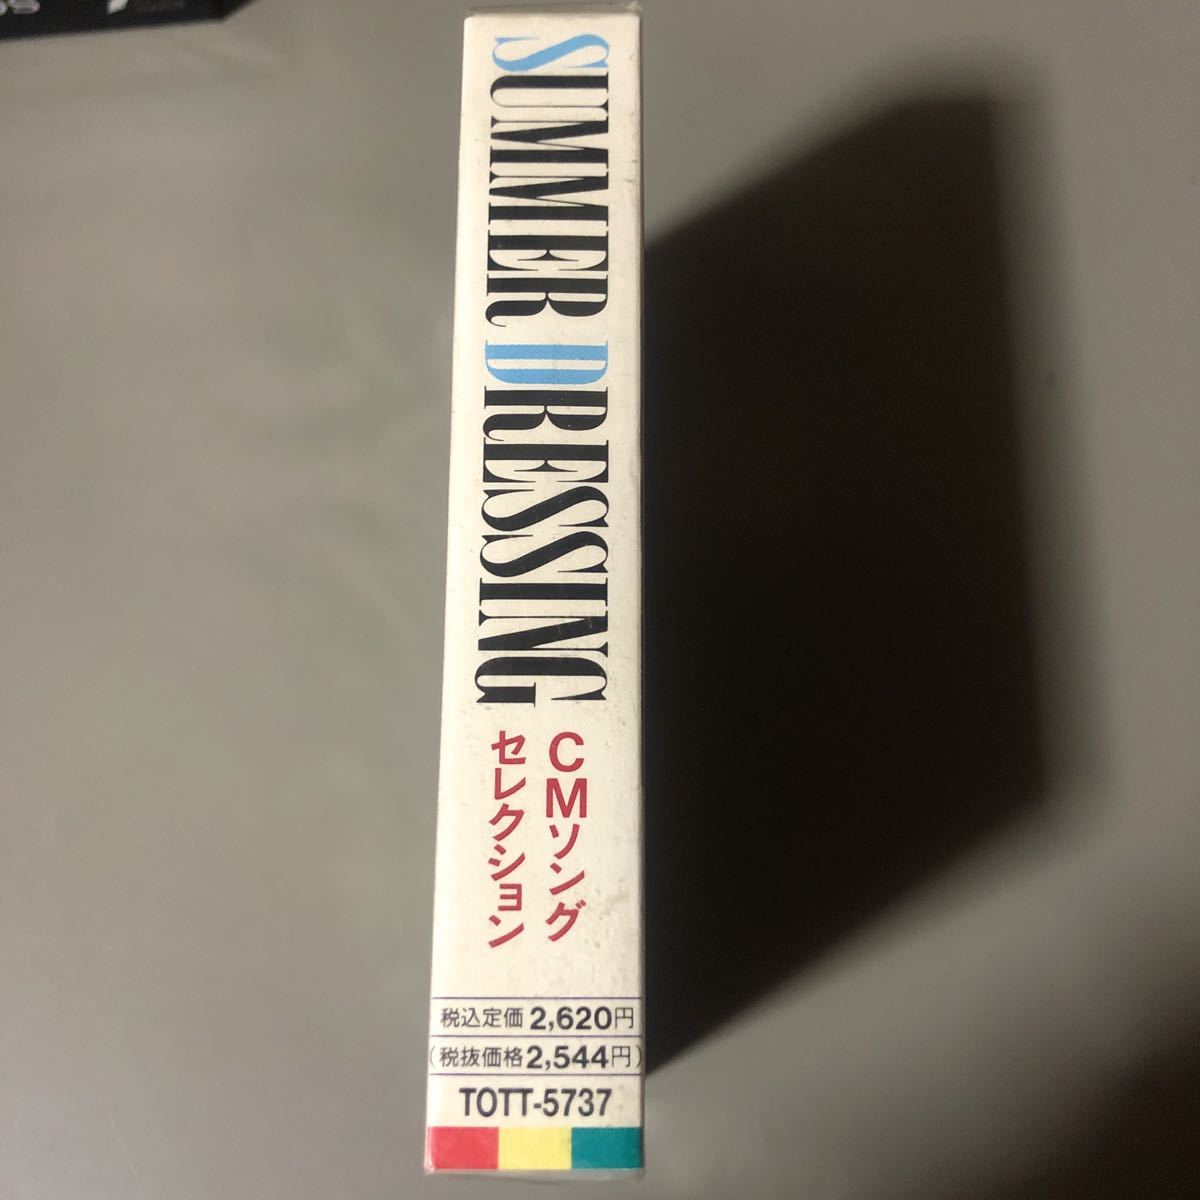 SUMMER DRESSING
CMソング
セレクション
税込定価2,620円
(税抜価格2,544円)
TOTT-5737